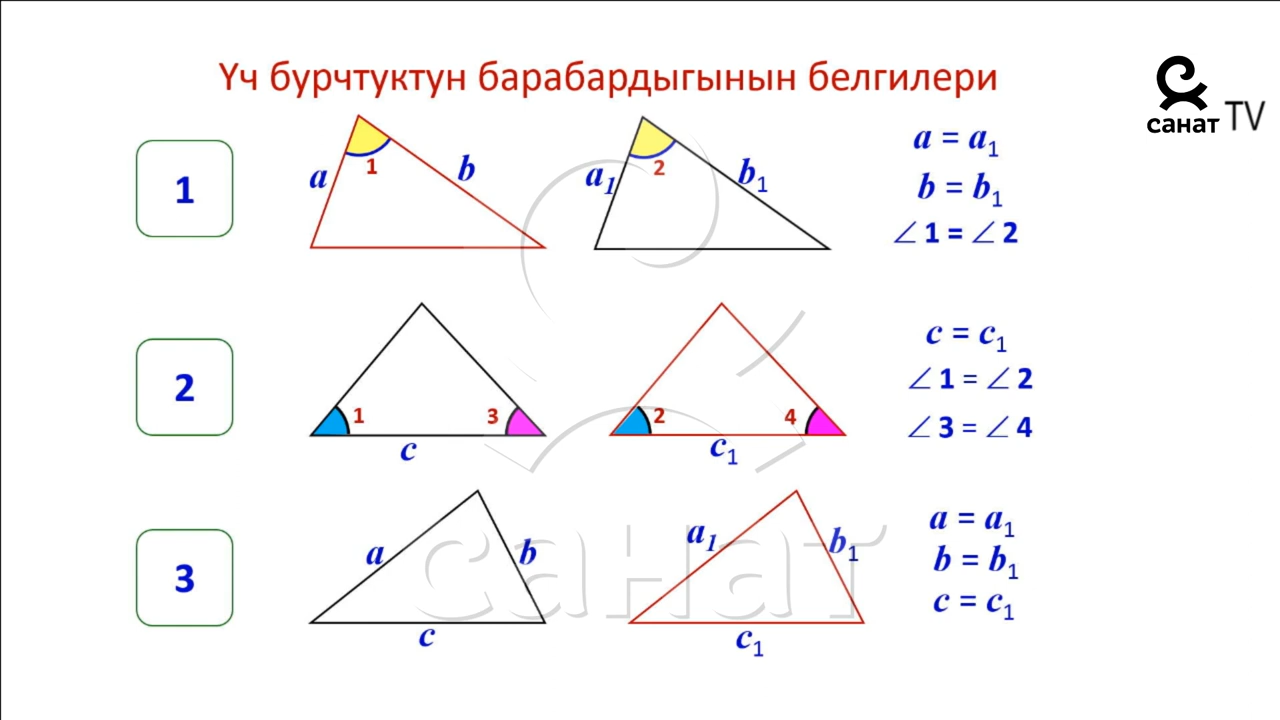 Үч бурчтуктун барабардыгынын белгилери
санат TV
1
a
1
b
a₁
2
b₁
a = a₁
b = b₁
∠1 = ∠2
2
1
3
c
2
4
c₁
c = c₁
∠1 = ∠2
∠3 = ∠4
3
a
b
c
a₁
b₁
c₁
a = a₁
b = b₁
c = c₁
санат